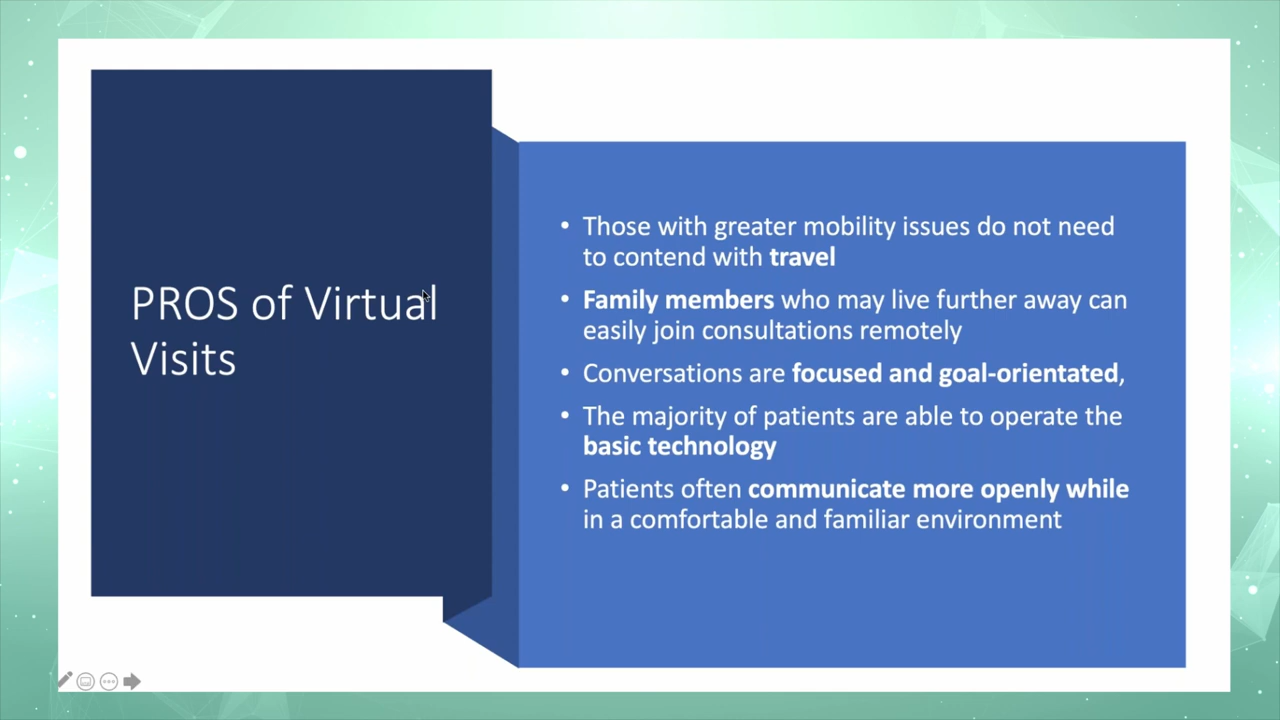 PROS of Virtual
Visits
• Those with greater mobility issues do not need
to contend with travel
• Family members who may live further away can
easily join consultations remotely
• Conversations are focused and goal-orientated,
• The majority of patients are able to operate the
basic technology
• Patients often communicate more openly while
in a comfortable and familiar environment